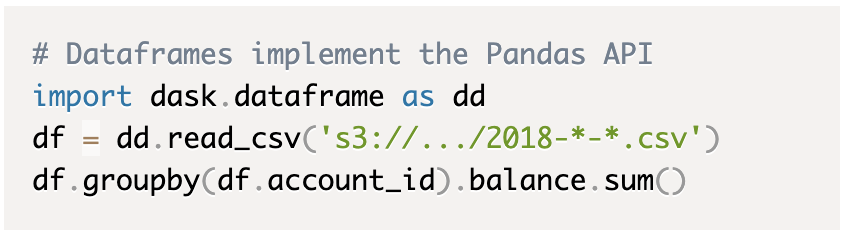 # Dataframes implement the Pandas API
import dask.dataframe as dd
df = dd.read_csv('s3://.../2018-*-*.csv')
df.groupby(df.account_id).balance.sum()